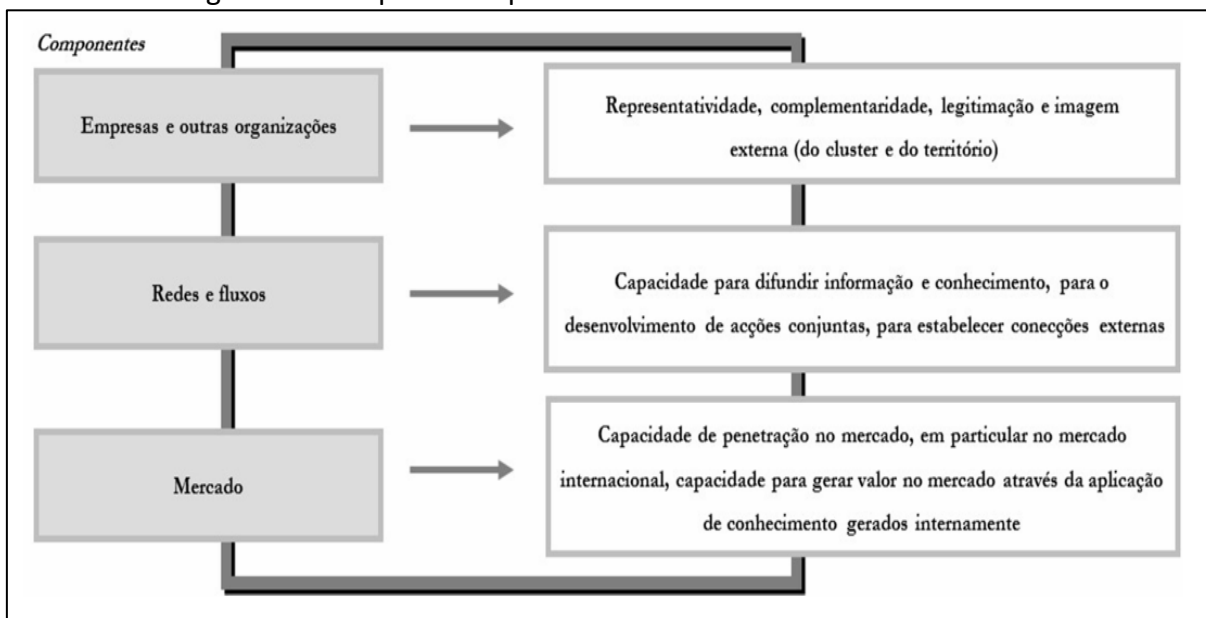 Componentes
Empresas e outras organizações
Representatividade, complementaridade, legitimação e imagem
externa (do cluster e do território)
Redes e fluxos
Capacidade para difundir informação e conhecimento, para o
desenvolvimento de acções conjuntas, para estabelecer conecções externas
Mercado
Capacidade de penetração no mercado, em particular no mercado
internacional, capacidade para gerar valor no mercado através da aplicação
de conhecimento gerados internamente